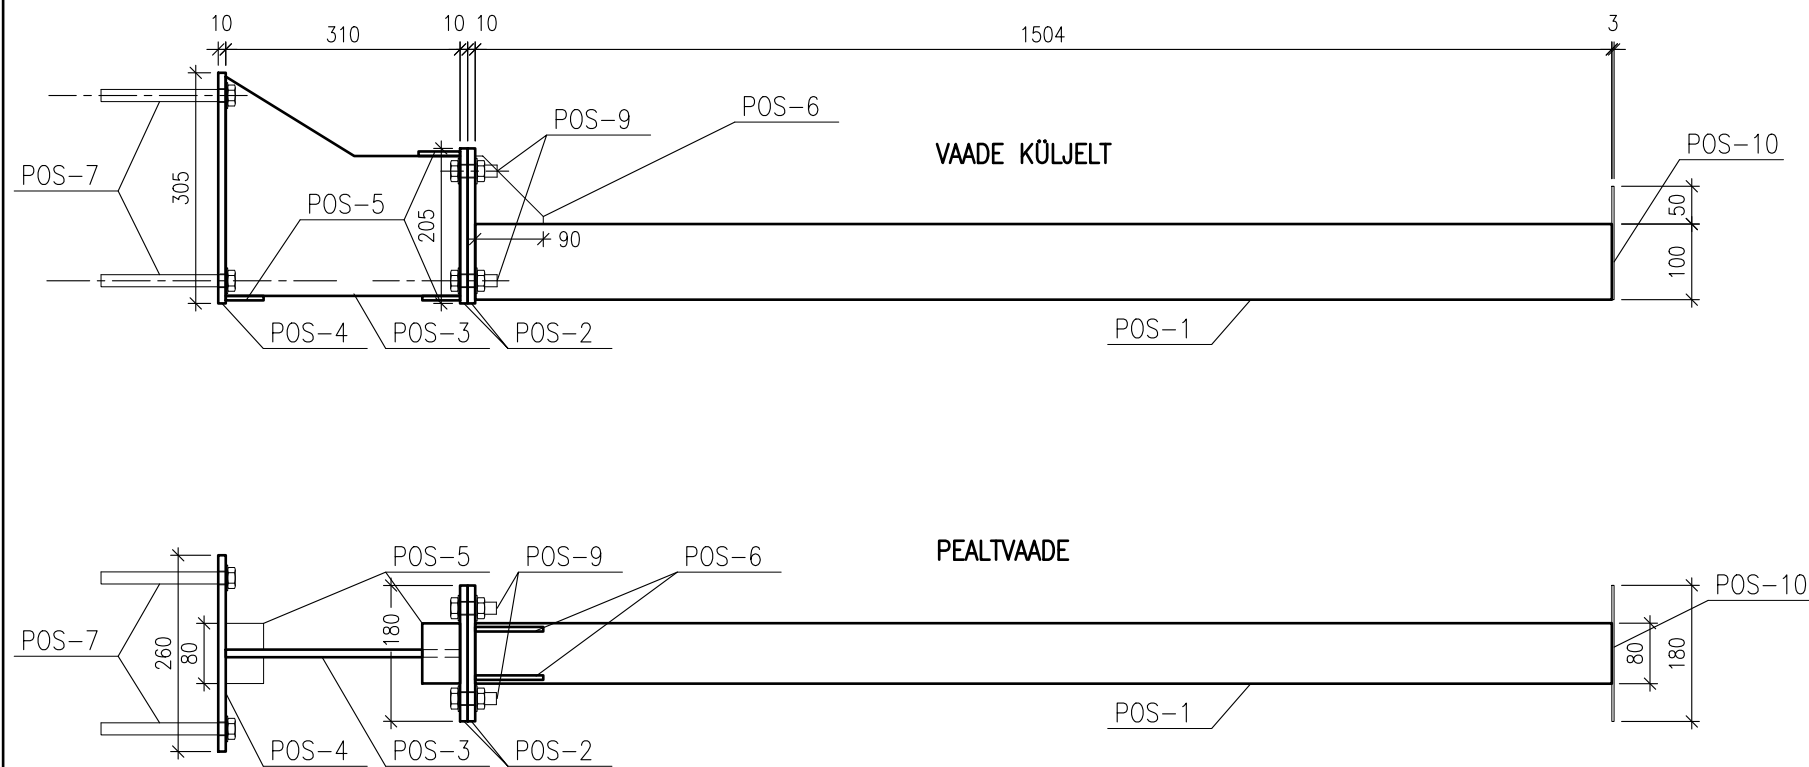 10 310 10 10 1504 3
POS-9
POS-6
VAADE KÜLJELT
POS-10
POS-7
305
POS-5
205
90
50
100
POS-4
POS-3
POS-2
POS-1
PEALTVAADE
POS-5
POS-9
POS-6
POS-10
POS-7
260
80
180
80
180
POS-1
POS-4
POS-3
POS-2